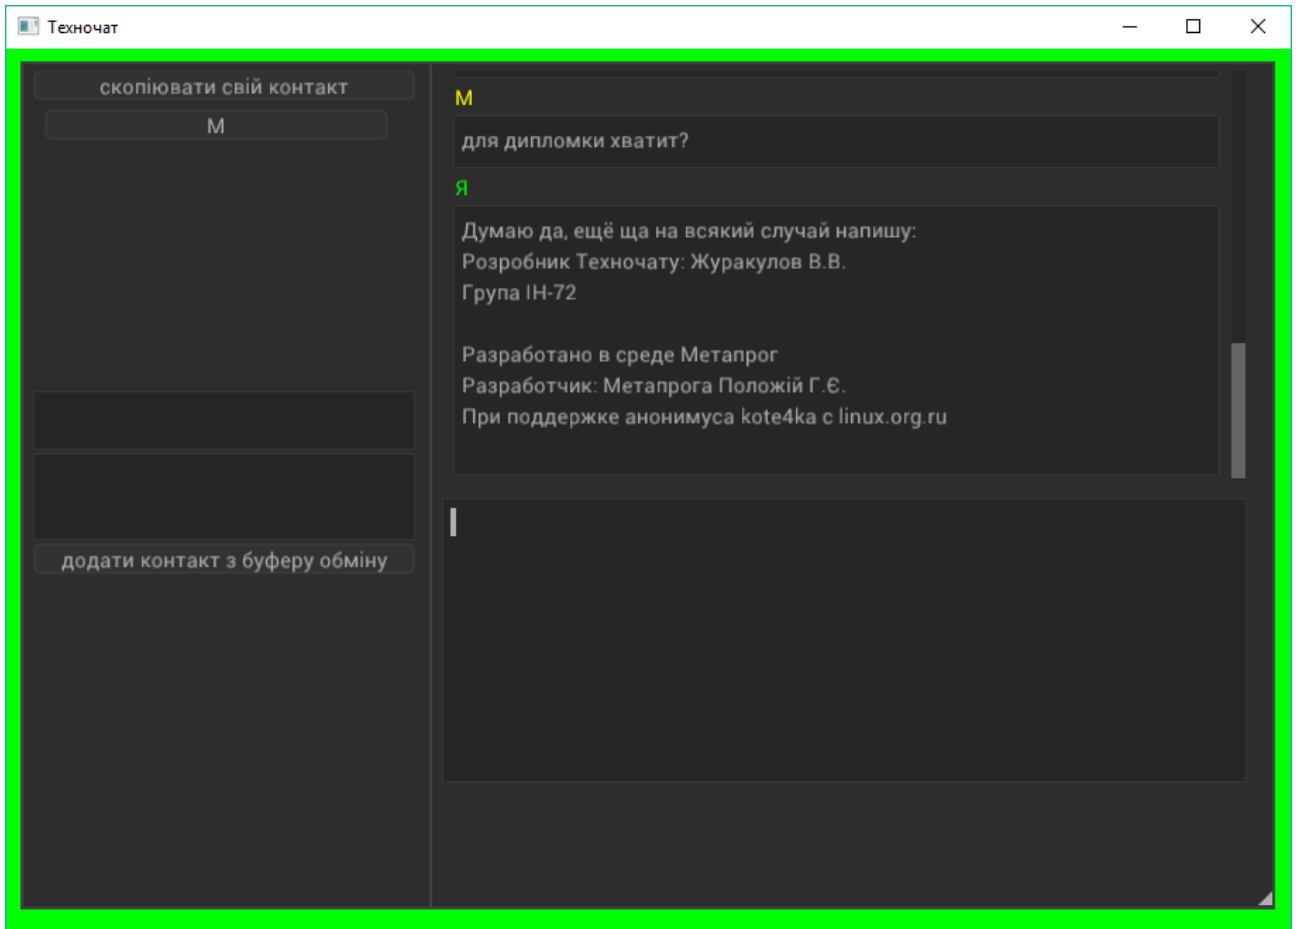 Техночат
скопіювати свій контакт
М
додати контакт з буферу обміну
М
для дипломки хватит?
Я
Думаю да, ещё ща на всякий случай напишу:
Розробник Техночату: Журакулов В.В.
Група ІН-72
Разработано в среде Метапрог
Разработчик: Метапрога Положій Г.Є.
При поддержке анонимуса kote4ka с linux.org.ru